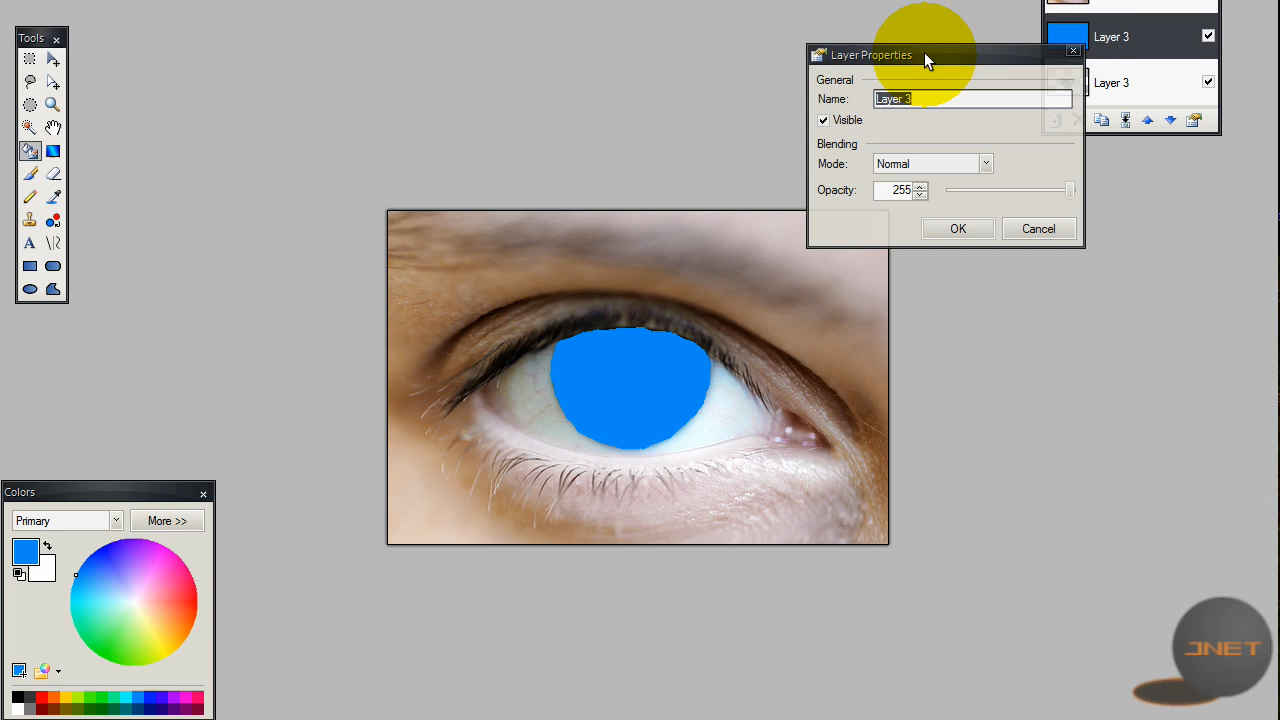 Tools
Layer 3
Layer Properties
General
Layer 3
Name:
Layer 3
Visible
Blending
Mode:
Normal
Opacity:
255
OK
Cancel
Colors
Primary
More >>
JNET